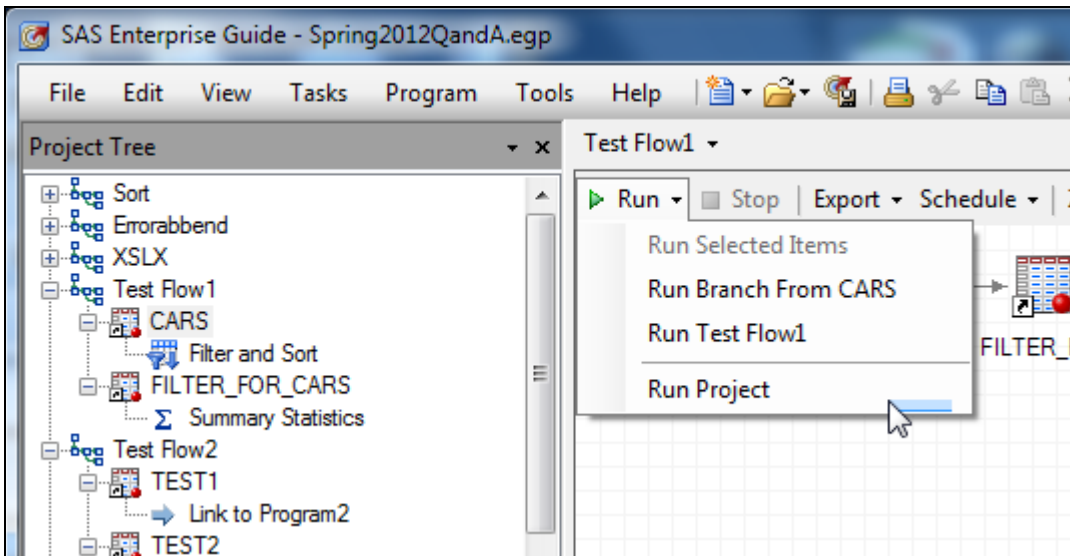 SAS Enterprise Guide - Spring2012QandA.egp
File Edit View Tasks Program Tools Help
Project Tree
Sort
Errorabbend
XSLX
Test Flow1
CARS
Filter and Sort
FILTER_FOR_CARS
Summary Statistics
Test Flow2
TEST1
Link to Program2
TEST2
Test Flow1
Run Stop Export Schedule
Run Selected Items
Run Branch From CARS
Run Test Flow1
Run Project
FILTER_